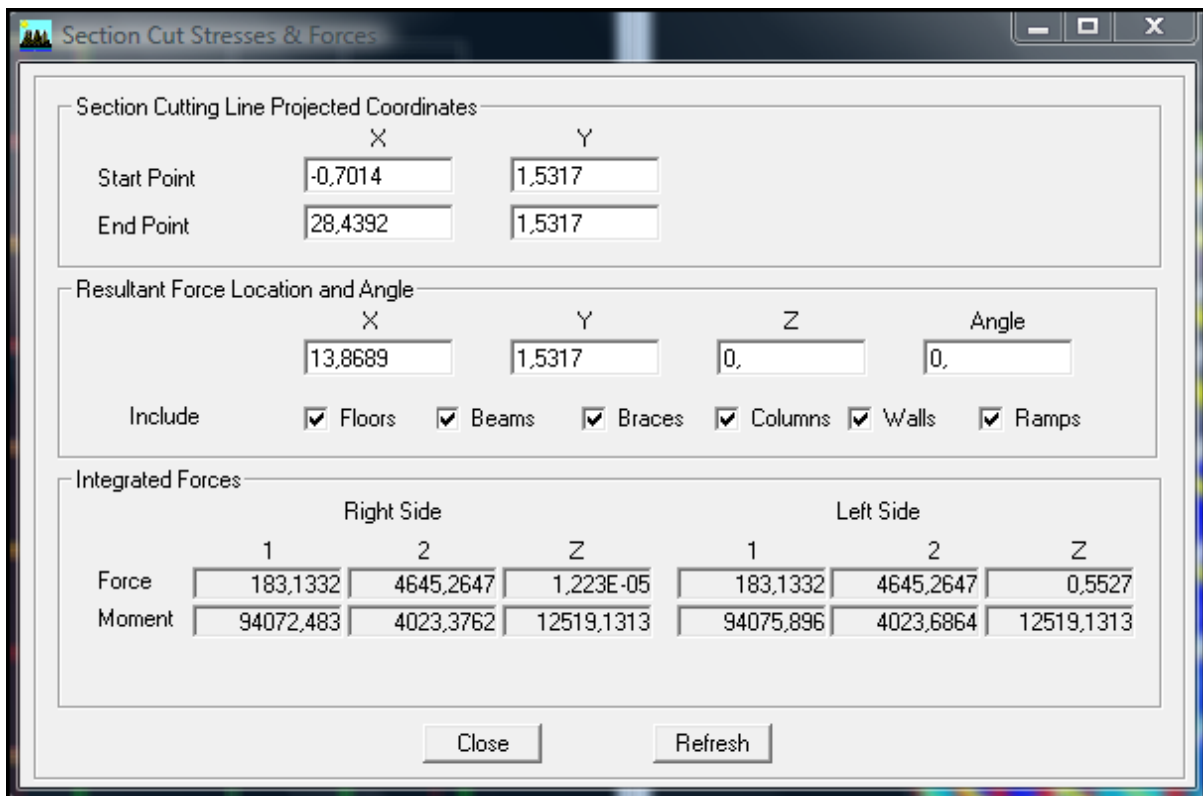 Section Cut Stresses & Forces
Section Cutting Line Projected Coordinates
X Y
Start Point -0,7014 1,5317
End Point 28,4392 1,5317
Resultant Force Location and Angle
X Y Z Angle
13,8689 1,5317 0, 0,
Include Floors Beams Braces Columns Walls Ramps
Integrated Forces
Right Side Left Side
1 2 Z 1 2 Z
Force 183,1332 4645,2647 1,223E-05 183,1332 4645,2647 0,5527
Moment 94072,483 4023,3762 12519,1313 94075,896 4023,6864 12519,1313
Close Refresh